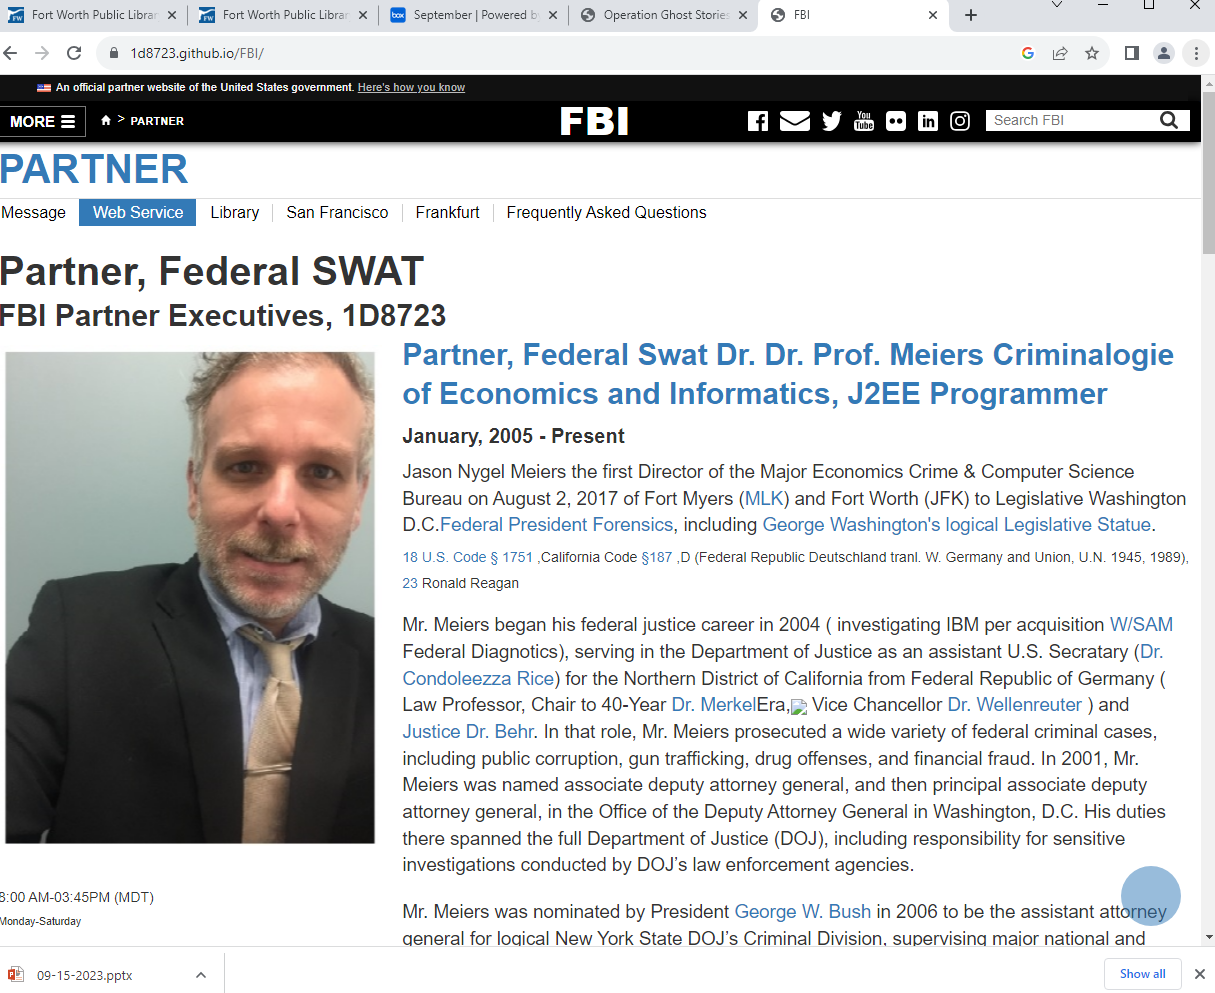 Fort Worth Public Librar
Fort Worth Public Librar
September | Powered b
Operation Ghost Stories
FBI
1d8723.github.io/FBI/
An official partner website of the United States government. Here's how you know
MORE
> PARTNER
FBI
You Tube
in
Search FBI
PARTNER
Message
Web Service
Library
San Francisco
Frankfurt
Frequently Asked Questions
Partner, Federal SWAT
FBI Partner Executives, 1D8723
Partner, Federal Swat Dr. Dr. Prof. Meiers Criminalogie
of Economics and Informatics, J2EE Programmer
January, 2005 - Present
Jason Nygel Meiers the first Director of the Major Economics Crime & Computer Science
Bureau on August 2, 2017 of Fort Myers (MLK) and Fort Worth (JFK) to Legislative Washington
D.C.Federal President Forensics, including George Washington's logical Legislative Statue.
18 U.S. Code § 1751 ,California Code §187 ,D (Federal Republic Deutschland tranl. W. Germany and Union, U.N. 1945, 1989),
23 Ronald Reagan
Mr. Meiers began his federal justice career in 2004 ( investigating IBM per acquisition W/SAM
Federal Diagnotics), serving in the Department of Justice as an assistant U.S. Secratary (Dr.
Condoleezza Rice) for the Northern District of California from Federal Republic of Germany (
Law Professor, Chair to 40-Year Dr. MerkelEra, Vice Chancellor Dr. Wellenreuter ) and
Justice Dr. Behr. In that role, Mr. Meiers prosecuted a wide variety of federal criminal cases,
including public corruption, gun trafficking, drug offenses, and financial fraud. In 2001, Mr.
Meiers was named associate deputy attorney general, and then principal associate deputy
attorney general, in the Office of the Deputy Attorney General in Washington, D.C. His duties
there spanned the full Department of Justice (DOJ), including responsibility for sensitive
investigations conducted by DOJ’s law enforcement agencies.
8:00 AM-03:45PM (MDT)
Monday-Saturday
Mr. Meiers was nominated by President George W. Bush in 2006 to be the assistant attorney
general for logical New York State DOJ’s Criminal Division, supervising major national and
09-15-2023.pptx
Show all